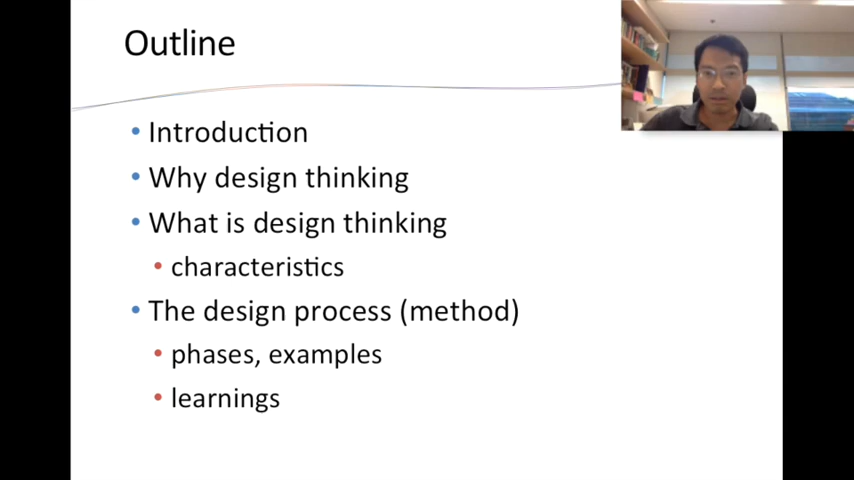 Outline
• Introduction
• Why design thinking
• What is design thinking
• characteristics
• The design process (method)
• phases, examples
• learnings